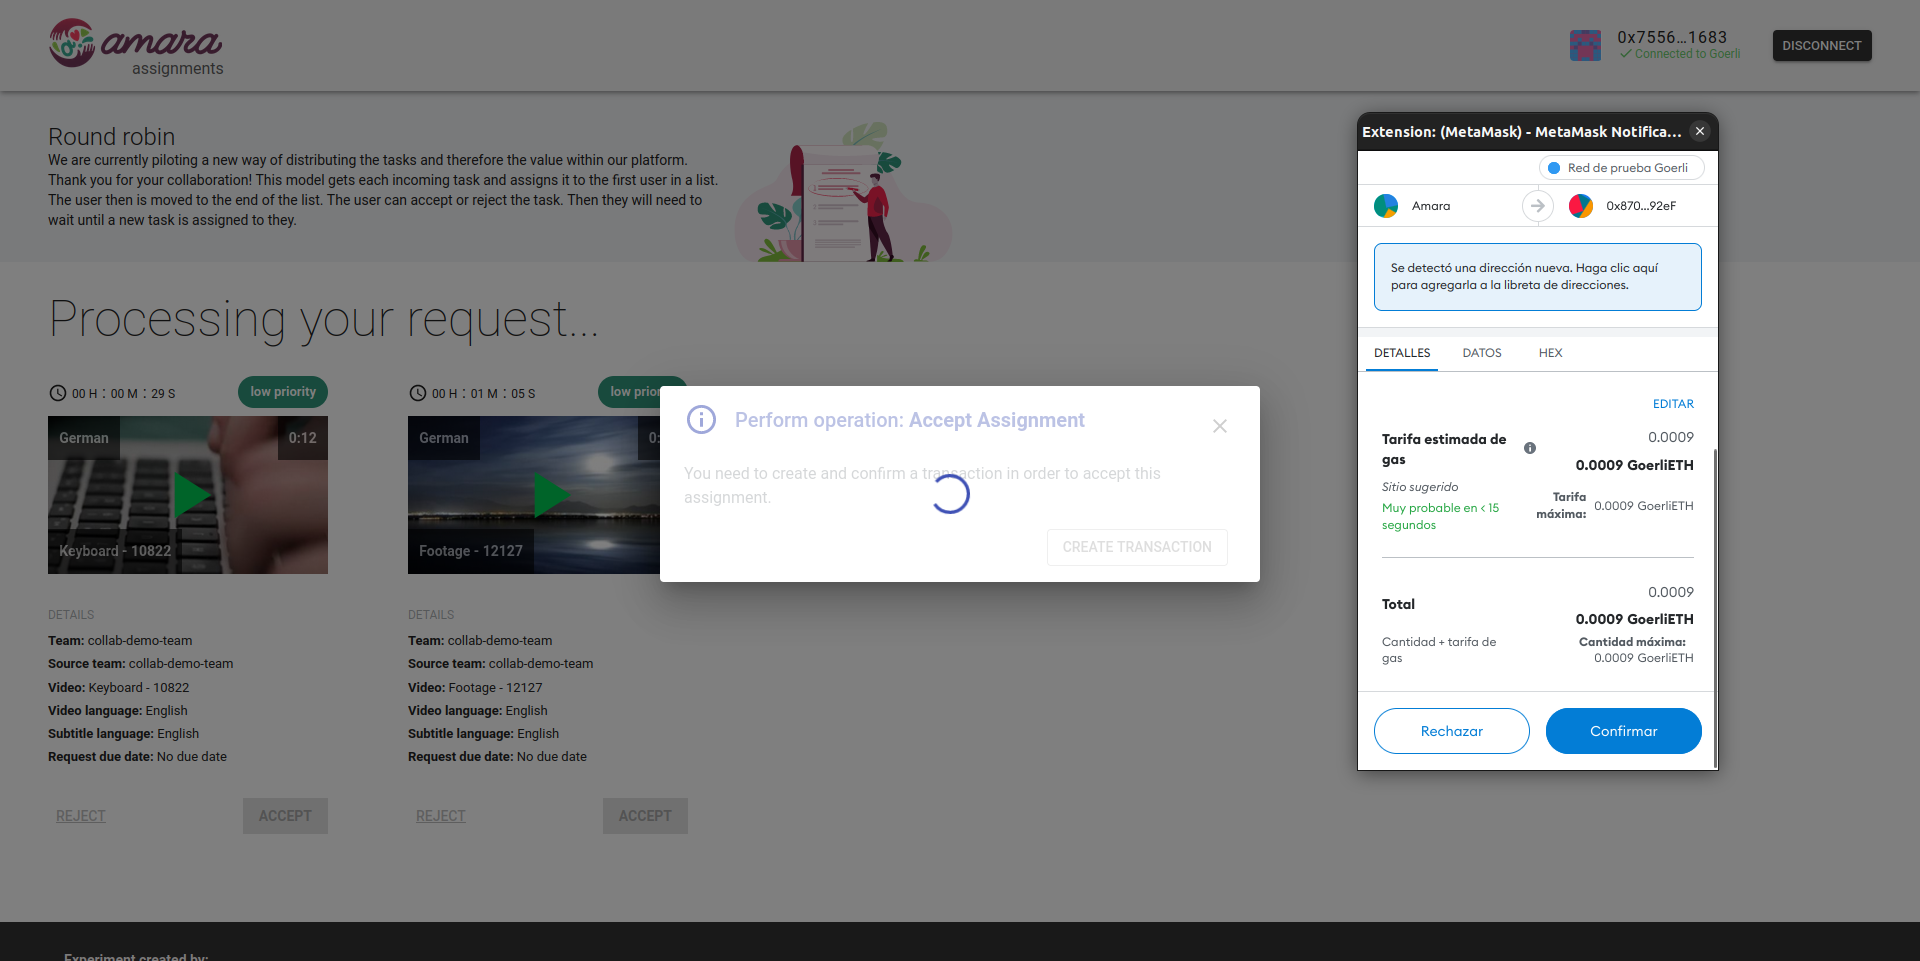 amara
assignments
0x7556...1683
Connected to Goerli
DISCONNECT
Round robin
We are currently piloting a new way of distributing the tasks and therefore the value within our platform.
Thank you for your collaboration! This model gets each incoming task and assigns it to the first user in a list.
The user then is moved to the end of the list. The user can accept or reject the task. Then they will need to
wait until a new task is assigned to they.
Processing your request...
00 H : 00 M : 29 S
low priority
German
0:12
Keyboard - 10822
DETAILS
Team: collab-demo-team
Source team: collab-demo-team
Video: Keyboard - 10822
Video language: English
Subtitle language: English
Request due date: No due date
REJECT
ACCEPT
00 H : 01 M : 05 S
low prior
German
0:
Footage - 12127
DETAILS
Team: collab-demo-team
Source team: collab-demo-team
Video: Footage - 12127
Video language: English
Subtitle language: English
Request due date: No due date
REJECT
ACCEPT
Perform operation: Accept Assignment
You need to create and confirm a transaction in order to accept this
assignment.
CREATE TRANSACTION
Extension: (MetaMask) - MetaMask Notifica...
Red de prueba Goerli
Amara
0x870...92eF
Se detectó una dirección nueva. Haga clic aquí
para agregarla a la libreta de direcciones.
DETALLES
DATOS
HEX
EDITAR
Tarifa estimada de
gas
0.0009
0.0009 GoerliETH
Sitio sugerido
Muy probable en < 15
segundos
Tarifa
máxima:
0.0009 GoerliETH
Total
0.0009
0.0009 GoerliETH
Cantidad + tarifa de
gas
Cantidad máxima:
0.0009 GoerliETH
Rechazar
Confirmar
Experiment created by: